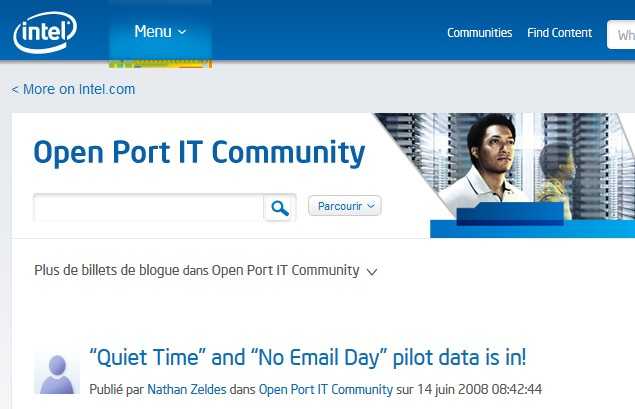 intel
Menu
Communities
Find Content
Wh
< More on Intel.com
Open Port IT Community
Parcourir
Plus de billets de blogue dans Open Port IT Community
“Quiet Time” and “No Email Day” pilot data is in!
Publié par Nathan Zeldes dans Open Port IT Community sur 14 juin 2008 08:42:44